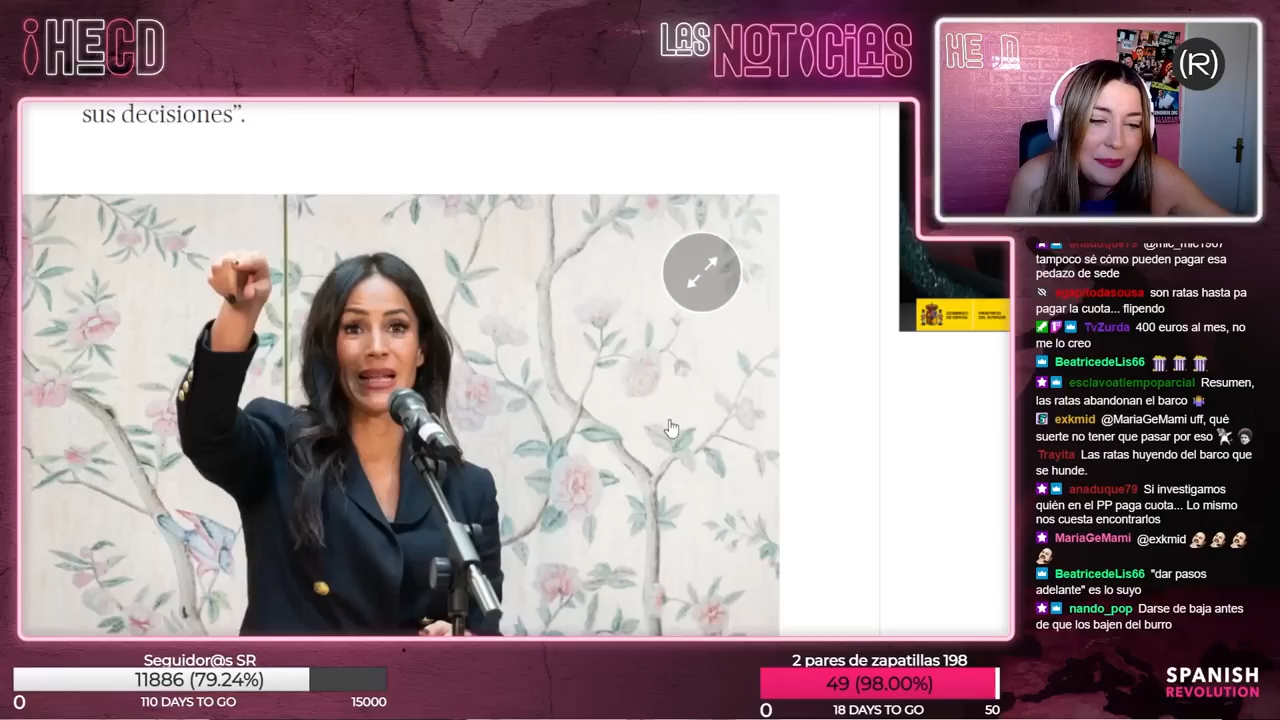 ¡HECD
LAS NOTICIAS
HE D
(R)
sus decisiones”.
tampoco sé cómo pueden pagar esa
pedazo de sede
agapitodasousa son ratas hasta pa
pagar la cuota... flipendo
TvZurda 400 euros al mes, no
me lo creo
BeatricedeLis66
esclavoatiempoparcial Resumen,
las ratas abandonan el barco
exkmid @MariaGeMami uff, qué
suerte no tener que pasar por eso
Trayita Las ratas huyendo del barco que
se hunde.
anaduque79 Si investigamos
quién en el PP paga cuota... Lo mismo
nos cuesta encontrarlos
MariaGeMami @exkmid
BeatricedeLis66 "dar pasos
adelante" es lo suyo
nando_pop Darse de baja antes
de que los bajen del burro
Seguidor@s SR
11886 (79.24%)
0 110 DAYS TO GO 15000
2 pares de zapatillas 198
49 (98.00%)
0 18 DAYS TO GO 50
SPANISH
REVOLUTION